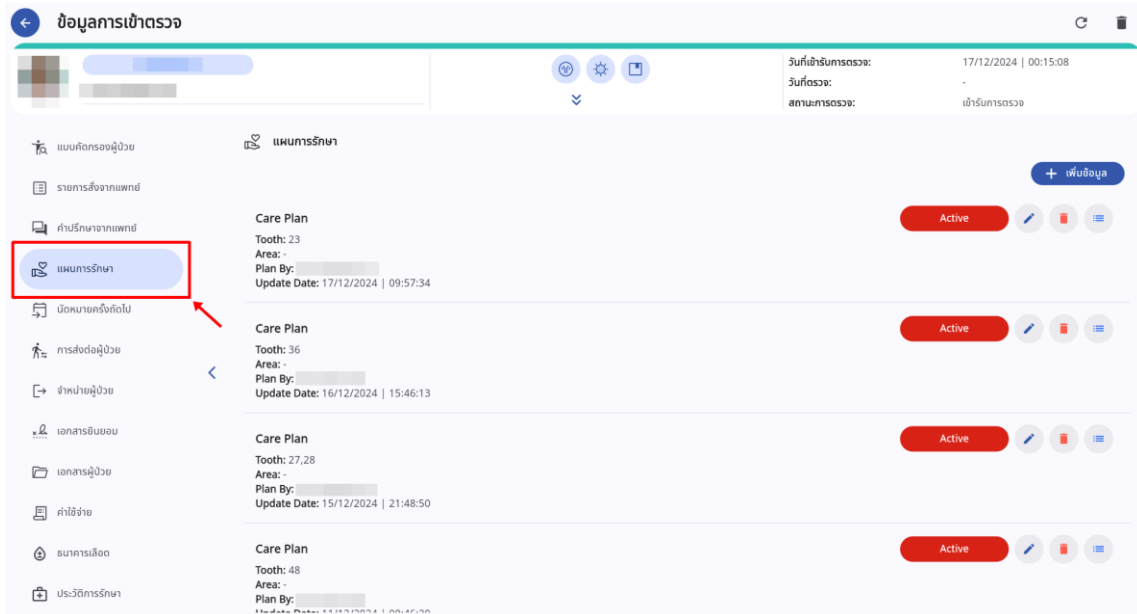 ข้อมูลการเข้าตรวจ
วันที่เข้ารับการตรวจ: 17/12/2024 | 00:15:08
วันที่ตรวจ: -
สถานะการตรวจ: เข้ารับการตรวจ
แบบคัดกรองผู้ป่วย
รายการสั่งจากแพทย์
คำปรึกษาจากแพทย์
แผนการรักษา
นัดหมายครั้งถัดไป
การส่งต่อผู้ป่วย
จำหน่ายผู้ป่วย
เอกสารยินยอม
เอกสารผู้ป่วย
ค่าใช้จ่าย
ธนาคารเลือด
ประวัติการรักษา
แผนการรักษา
เพิ่มข้อมูล
Care Plan
Active
Tooth: 23
Area: -
Plan By:
Update Date: 17/12/2024 | 09:57:34
Care Plan
Active
Tooth: 36
Area: -
Plan By:
Update Date: 16/12/2024 | 15:46:13
Care Plan
Active
Tooth: 27,28
Area: -
Plan By:
Update Date: 15/12/2024 | 21:48:50
Care Plan
Active
Tooth: 48
Area: -
Plan By: